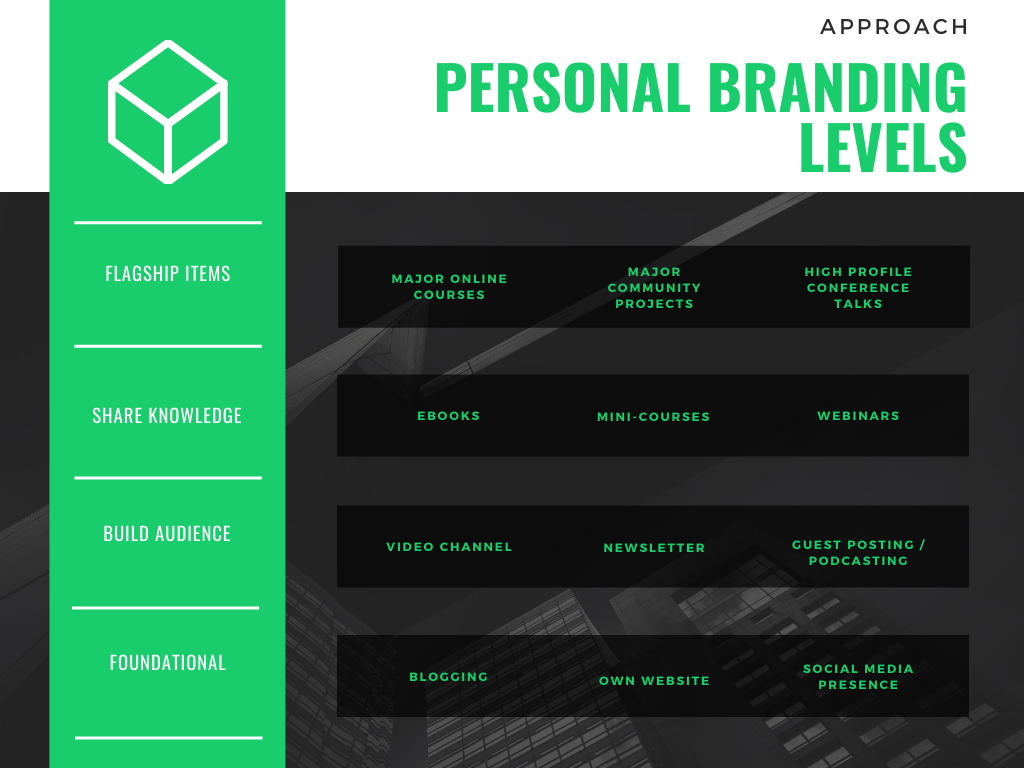 APPROACH
PERSONAL BRANDING
LEVELS
FLAGSHIP ITEMS
MAJOR ONLINE
COURSES
MAJOR
COMMUNITY
PROJECTS
HIGH PROFILE
CONFERENCE
TALKS
SHARE KNOWLEDGE
EBOOKS
MINI-COURSES
WEBINARS
BUILD AUDIENCE
VIDEO CHANNEL
NEWSLETTER
GUEST POSTING /
PODCASTING
FOUNDATIONAL
BLOGGING
OWN WEBSITE
SOCIAL MEDIA
PRESENCE